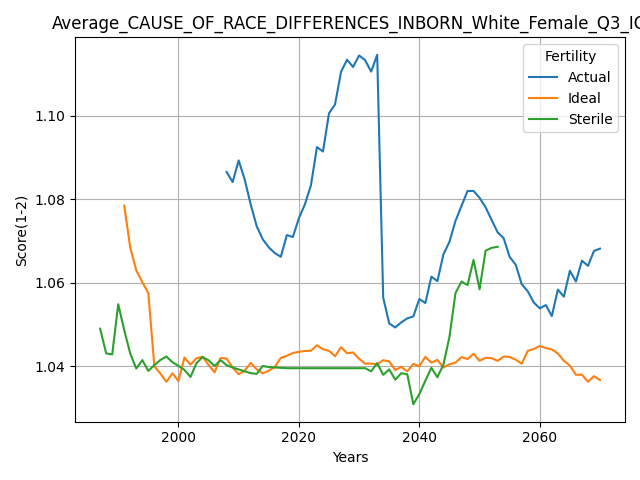 Average_CAUSE_OF_RACE_DIFFERENCES_INBORN_White_Female_Q3_IC
Fertility
Actual
Ideal
Sterile
Score(1-2)
1.10
1.08
1.06
1.04
2000 2020 2040 2060
Years